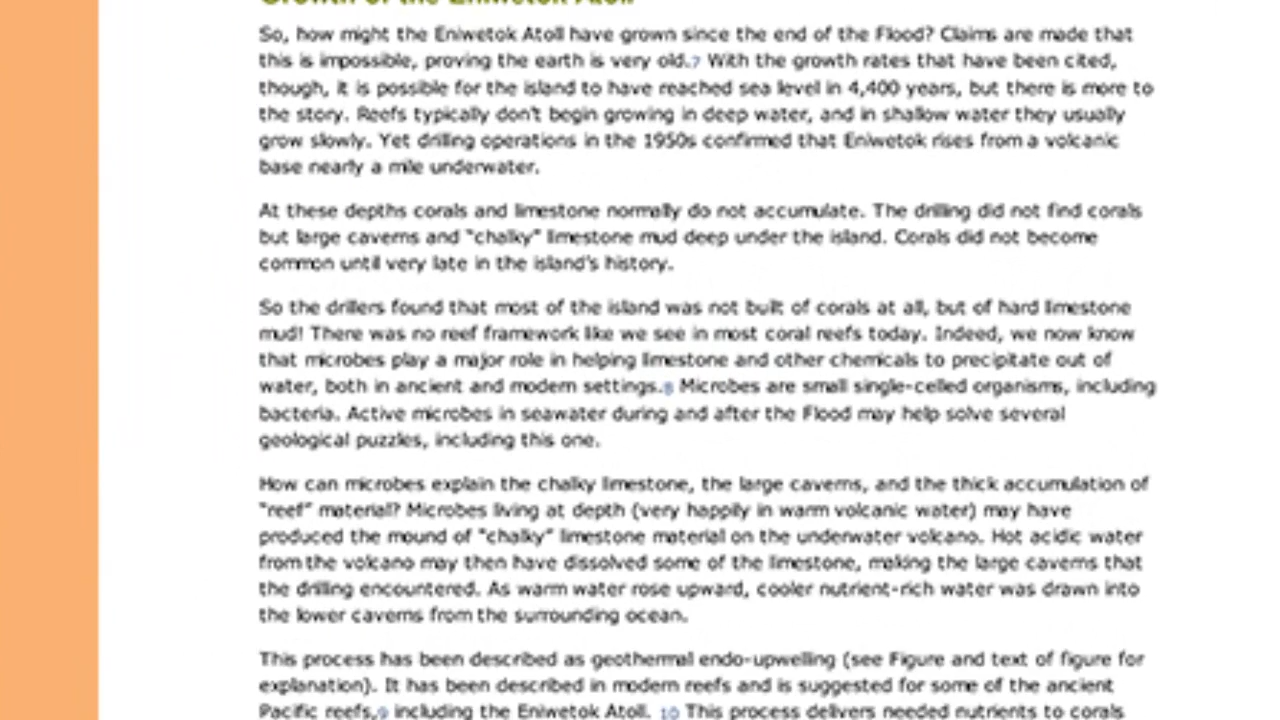 Growth of the Eniwetok Atoll
So, how might the Eniwetok Atoll have grown since the end of the Flood? Claims are made that
this is impossible, proving the earth is very old.7 With the growth rates that have been cited,
though, it is possible for the island to have reached sea level in 4,400 years, but there is more to
the story. Reefs typically don't begin growing in deep water, and in shallow water they usually
grow slowly. Yet drilling operations in the 1950s confirmed that Eniwetok rises from a volcanic
base nearly a mile underwater.
At these depths corals and limestone normally do not accumulate. The drilling did not find corals
but large caverns and "chalky" limestone mud deep under the island. Corals did not become
common until very late in the island's history.
So the drillers found that most of the island was not built of corals at all, but of hard limestone
mud! There was no reef framework like we see in most coral reefs today. Indeed, we now know
that microbes play a major role in helping limestone and other chemicals to precipitate out of
water, both in ancient and modern settings.8 Microbes are small single-celled organisms, including
bacteria. Active microbes in seawater during and after the Flood may help solve several
geological puzzles, including this one.
How can microbes explain the chalky limestone, the large caverns, and the thick accumulation of
"reef" material? Microbes living at depth (very happily in warm volcanic water) may have
produced the mound of "chalky" limestone material on the underwater volcano. Hot acidic water
from the volcano may then have dissolved some of the limestone, making the large caverns that
the drilling encountered. As warm water rose upward, cooler nutrient-rich water was drawn into
the lower caverns from the surrounding ocean.
This process has been described as geothermal endo-upwelling (see Figure and text of figure for
explanation). It has been described in modern reefs and is suggested for some of the ancient
Pacific reefs,9 including the Eniwetok Atoll. 10 This process delivers needed nutrients to corals